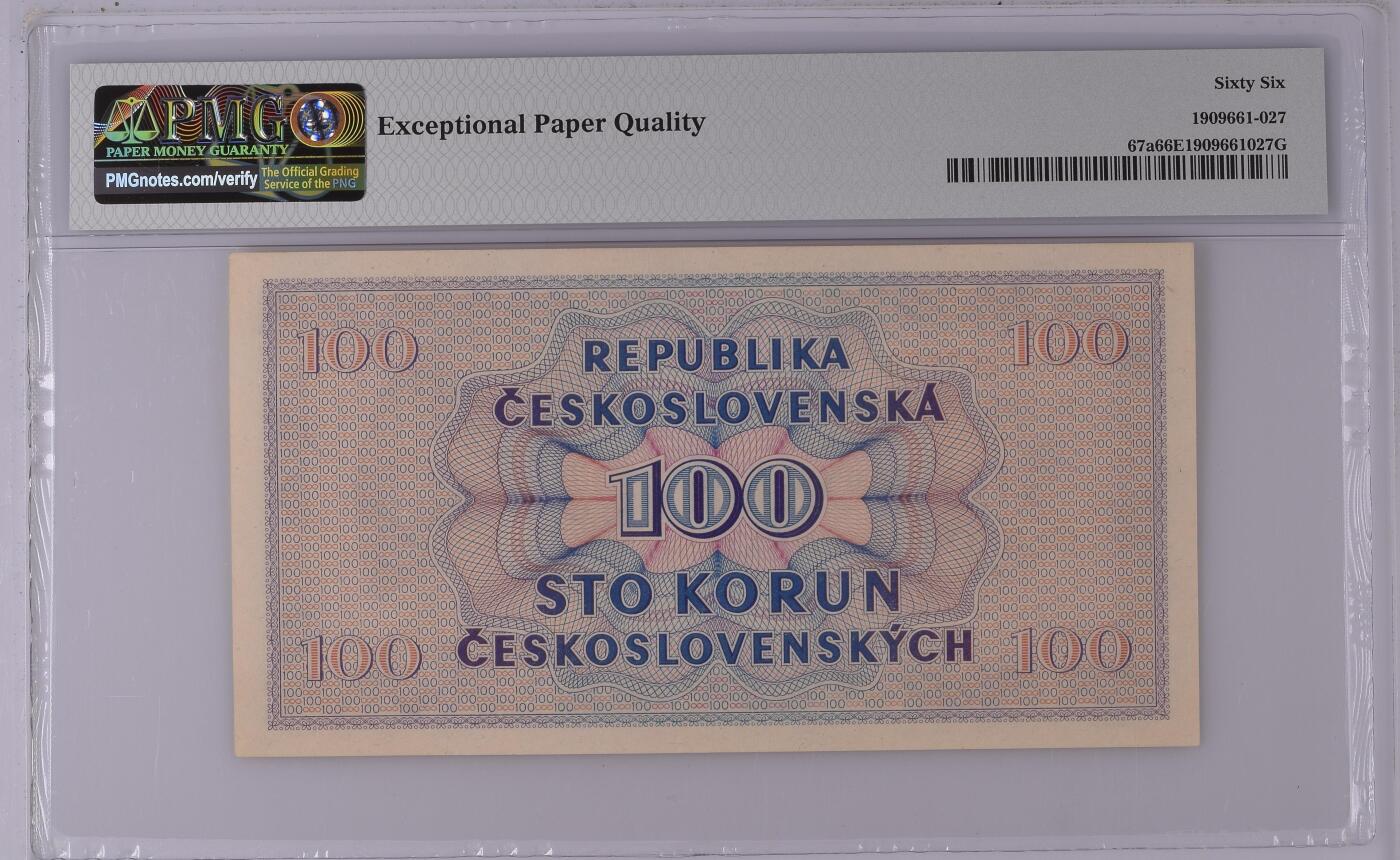 PMG
PAPER MONEY GUARANTY
PMGnotes.com/verify
The Official Grading
Service of the PNG
Exceptional Paper Quality
Sixty Six
1909661-027
67a66E1909661027G
100
100
REPUBLIKA
ČESKOSLOVENSKÁ
100
STO KORUN
ČESKOSLOVENSKÝCH
100
100